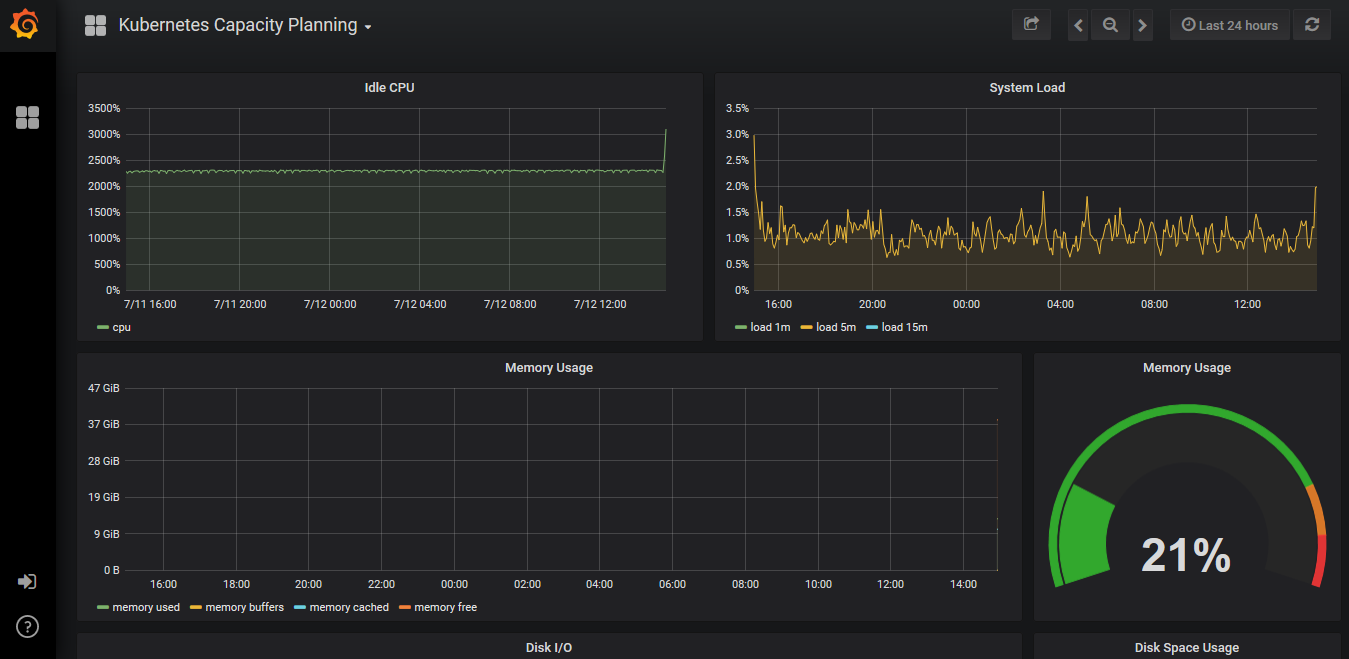 Kubernetes Capacity Planning
Last 24 hours
Idle CPU
3500%
3000%
2500%
2000%
1500%
1000%
500%
0%
7/11 16:00 7/11 20:00 7/12 00:00 7/12 04:00 7/12 08:00 7/12 12:00
cpu
System Load
3.5%
3.0%
2.5%
2.0%
1.5%
1.0%
0.5%
0%
16:00 20:00 00:00 04:00 08:00 12:00
load 1m load 5m load 15m
Memory Usage
47 GiB
37 GiB
28 GiB
19 GiB
9 GiB
0 B
16:00 18:00 20:00 22:00 00:00 02:00 04:00 06:00 08:00 10:00 12:00 14:00
memory used memory buffers memory cached memory free
Memory Usage
21%
Disk I/O
Disk Space Usage
?